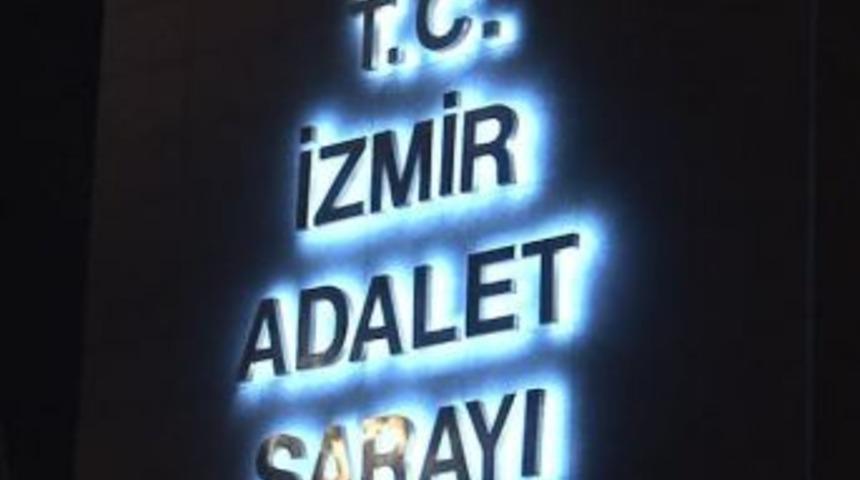 T.C.
İZMİR
ADALET
SARAYI